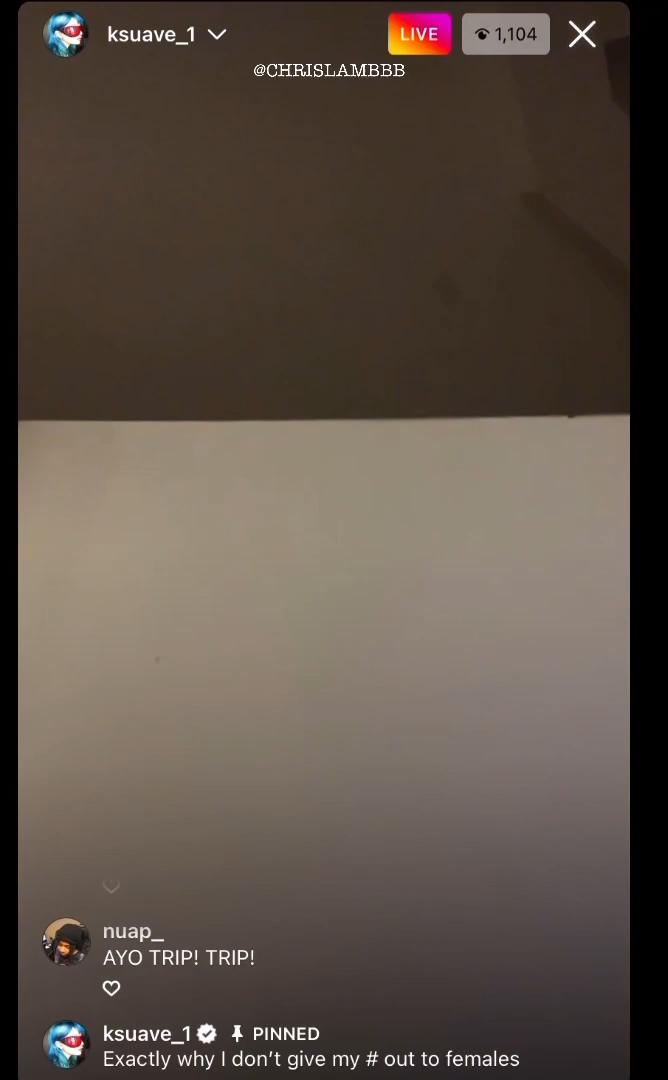 ksuave_1
LIVE
1,104
@CHRISLAMBBB
nuap_
AYO TRIP! TRIP!
ksuave_1 PINNED
Exactly why I don’t give my # out to females